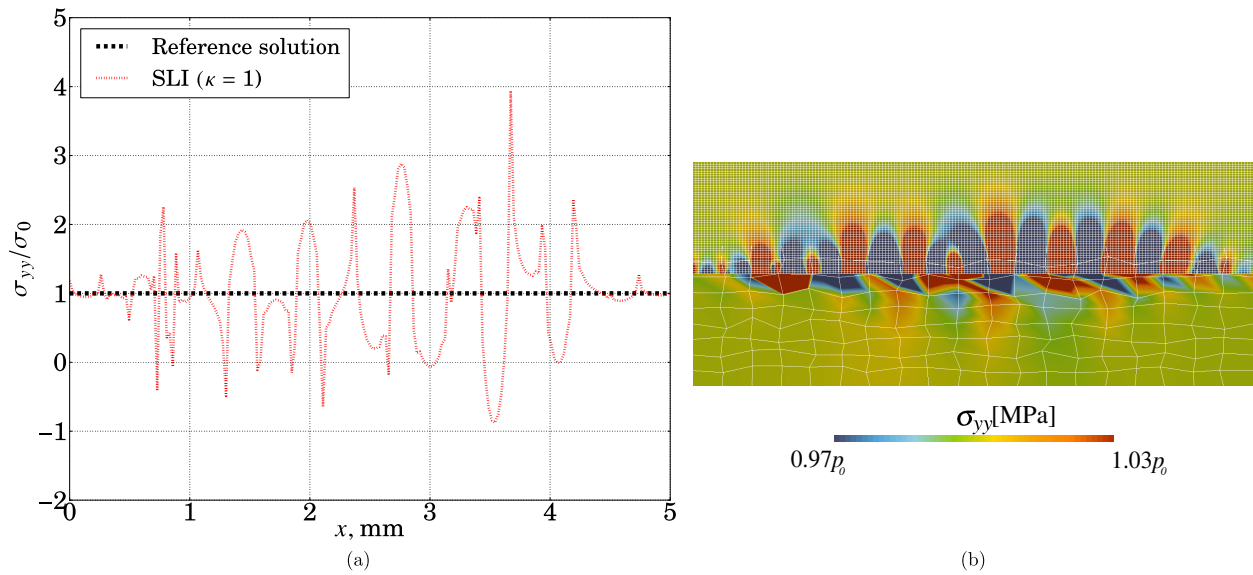 5
4
3
2
1
0
−1
−2
σyy/σ0
Reference solution
SLI (κ = 1)
0 1 2 3 4 5
x, mm
(a)
σyy[MPa]
0.97p0 1.03p0
(b)